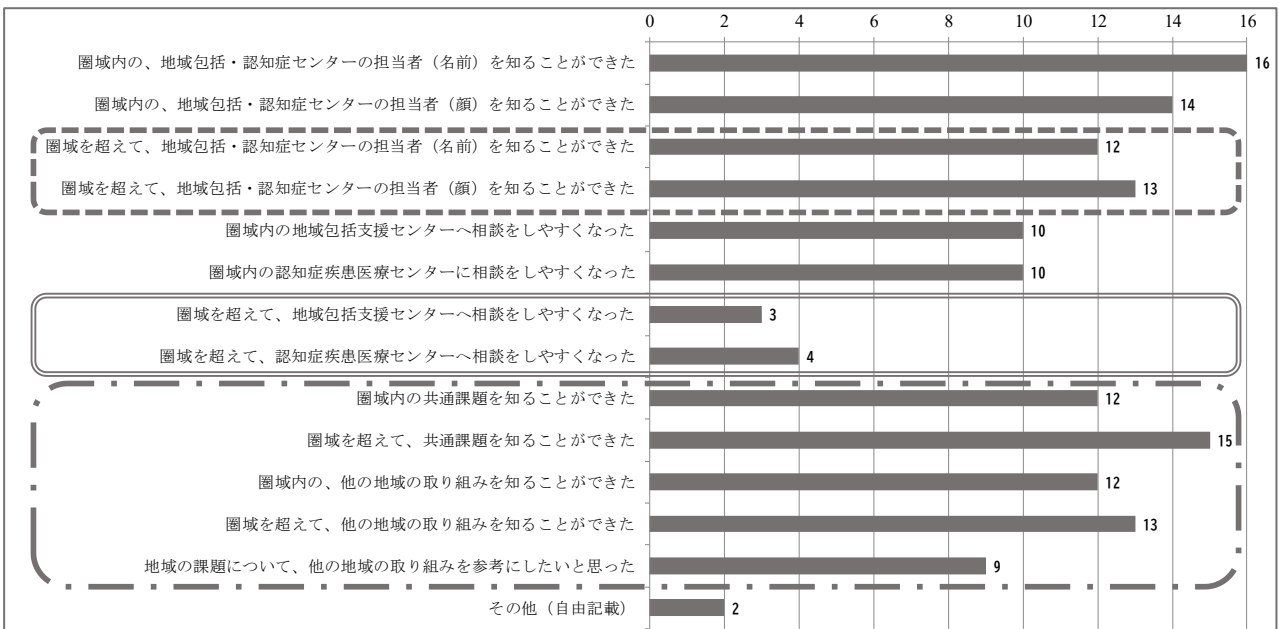 0 2 4 6 8 10 12 14 16
圏域内の、地域包括・認知症センターの担当者（名前）を知ることができた 16
圏域内の、地域包括・認知症センターの担当者（顔）を知ることができた 14
圏域を超えて、地域包括・認知症センターの担当者（名前）を知ることができた 12
圏域を超えて、地域包括・認知症センターの担当者（顔）を知ることができた 13
圏域内の地域包括支援センターへ相談をしやすくなった 10
圏域内の認知症疾患医療センターに相談をしやすくなった 10
圏域を超えて、地域包括支援センターへ相談をしやすくなった 3
圏域を超えて、認知症疾患医療センターへ相談をしやすくなった 4
圏域内の共通課題を知ることができた 12
圏域を超えて、共通課題を知ることができた 15
圏域内の、他の地域の取り組みを知ることができた 12
圏域を超えて、他の地域の取り組みを知ることができた 13
地域の課題について、他の地域の取り組みを参考にしたいと思った 9
その他（自由記載） 2